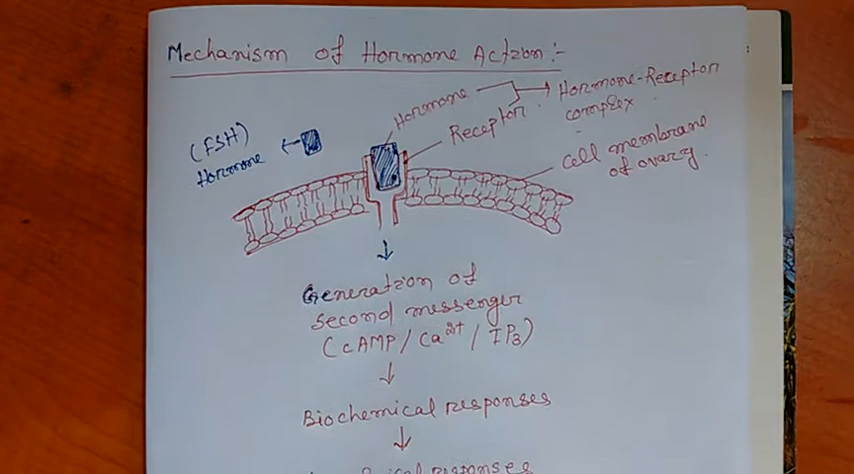 Mechanism of Hormone Action :-
Hormone
Receptor
Hormone-Receptor
complex
(FSH)
Hormone
cell membrane
of ovary.
Generation of
second messenger
(cAMP/Ca2+/IP3)
Biochemical responses
responses